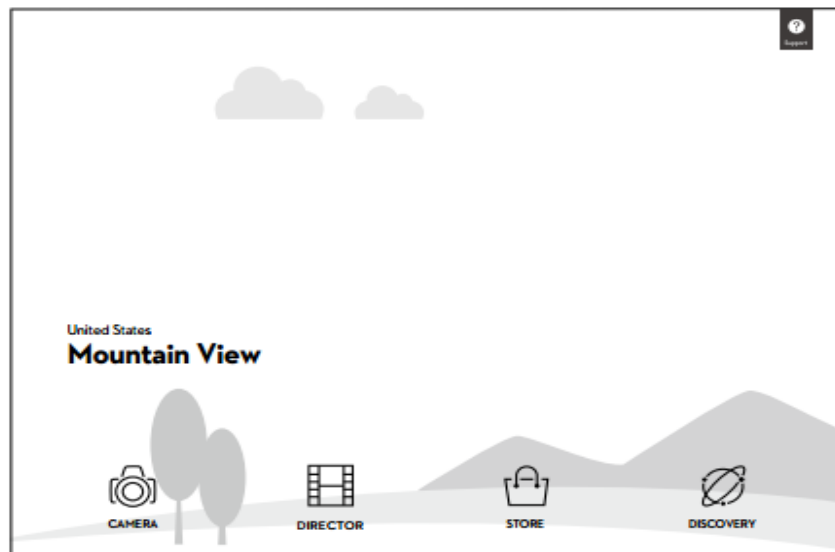 Support
United States
Mountain View
CAMERA
DIRECTOR
STORE
DISCOVERY